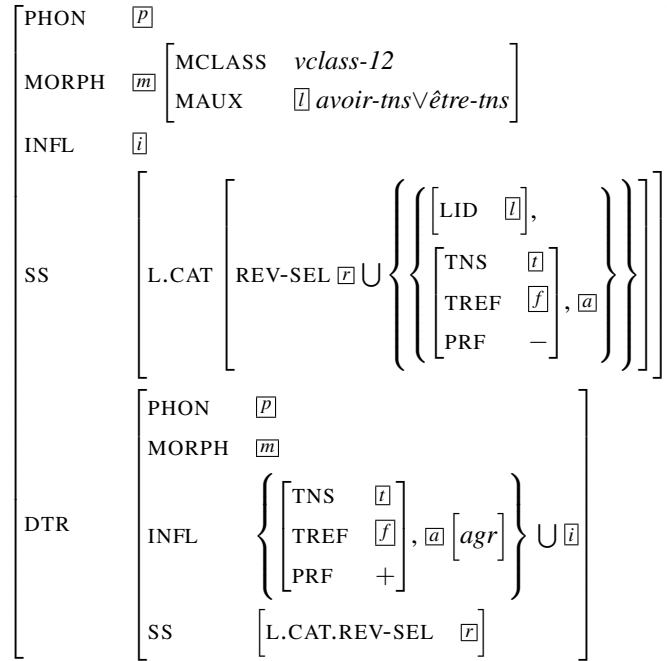 PHON p
MORPH m MCLASS vclass-12
MAUX l avoir-tns∨être-tns
INFL i
SS L.CAT REV-SEL r ∪ { { [LID l],
[TNS t
TREF f
PRF −], a } }
DTR PHON p
MORPH m
INFL { [TNS t
TREF f
PRF +], a [agr] } ∪ i
SS [L.CAT.REV-SEL r]